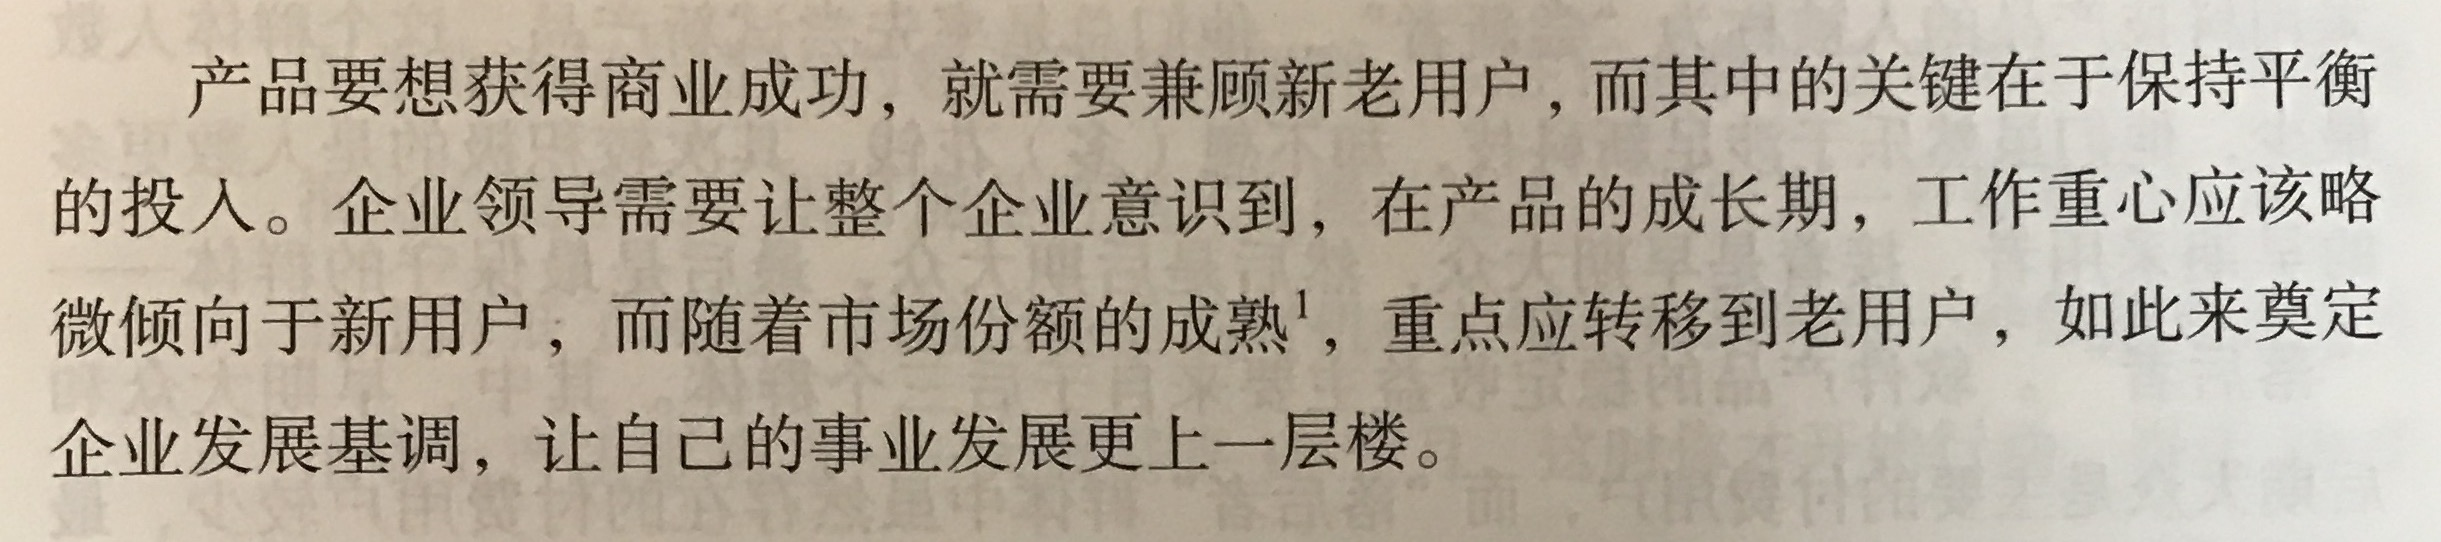 产品要想获得商业成功，就需要兼顾新老用户，而其中的关键在于保持平衡
的投入。企业领导需要让整个企业意识到，在产品的成长期，工作重心应该略
微倾向于新用户，而随着市场份额的成熟¹，重点应转移到老用户，如此来奠定
企业发展基调，让自己的事业发展更上一层楼。